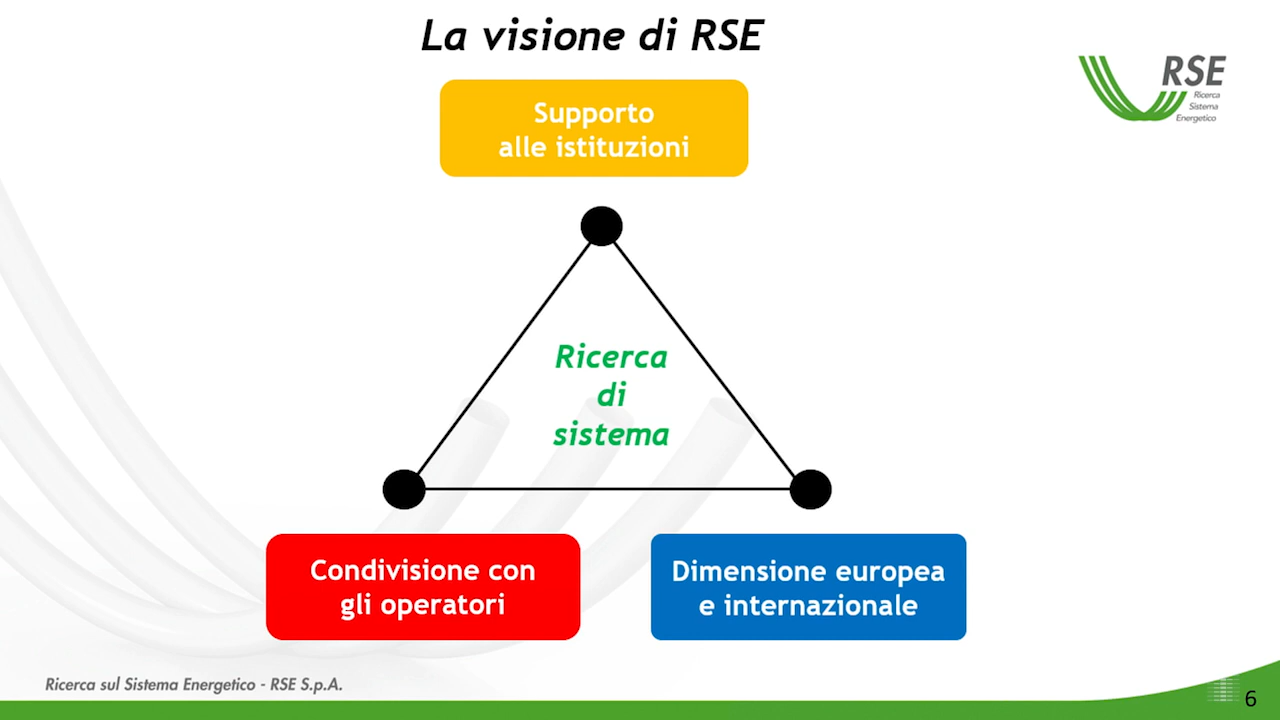 La visione di RSE
RSE
Ricerca
Sistema
Energetico
Supporto
alle istituzioni
Ricerca
di
sistema
Condivisione con
gli operatori
Dimensione europea
e internazionale
Ricerca sul Sistema Energetico - RSE S.p.A.
6